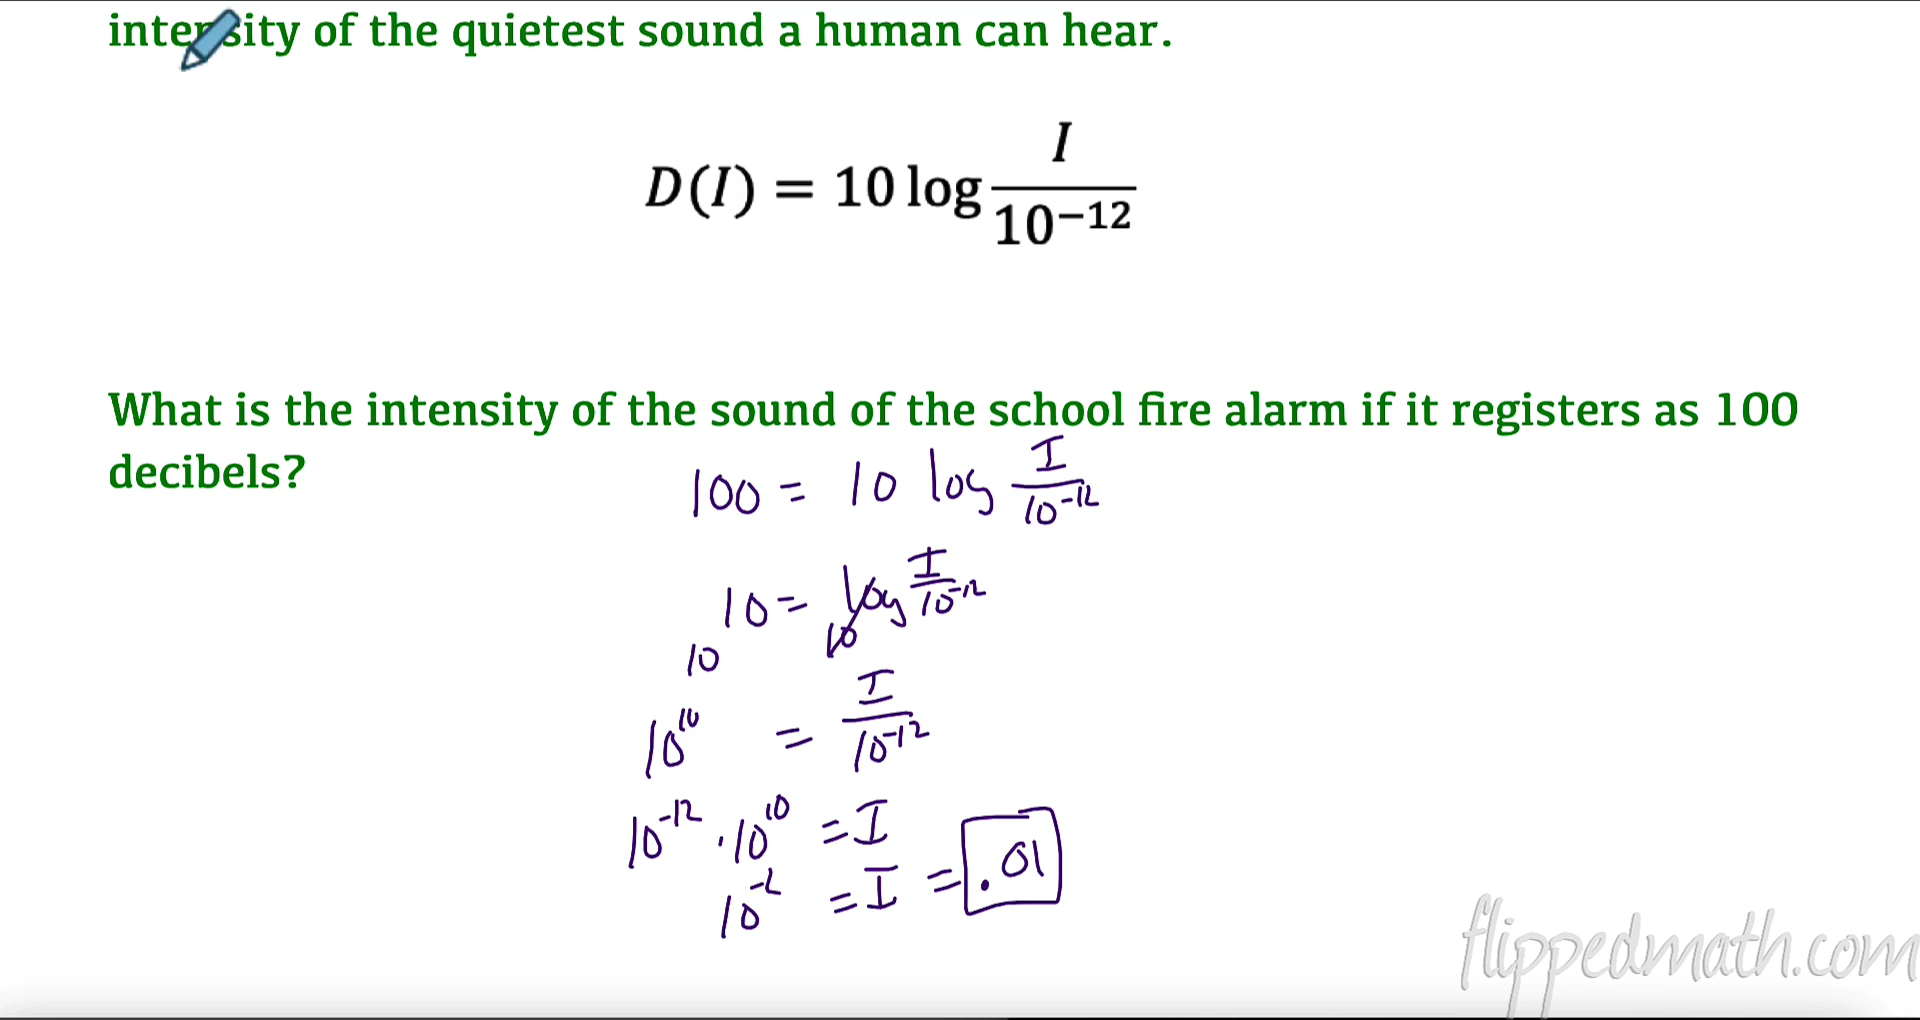 intensity of the quietest sound a human can hear.
D(I) = 10 log I/10⁻¹²
What is the intensity of the sound of the school fire alarm if it registers as 100
decibels?
100 = 10 log I/10⁻¹²
10 = log I/10⁻¹²
10 10
10¹⁰ = I/10⁻¹²
10⁻¹² · 10¹⁰ = I
10⁻² = I = .01
flippedmath.com